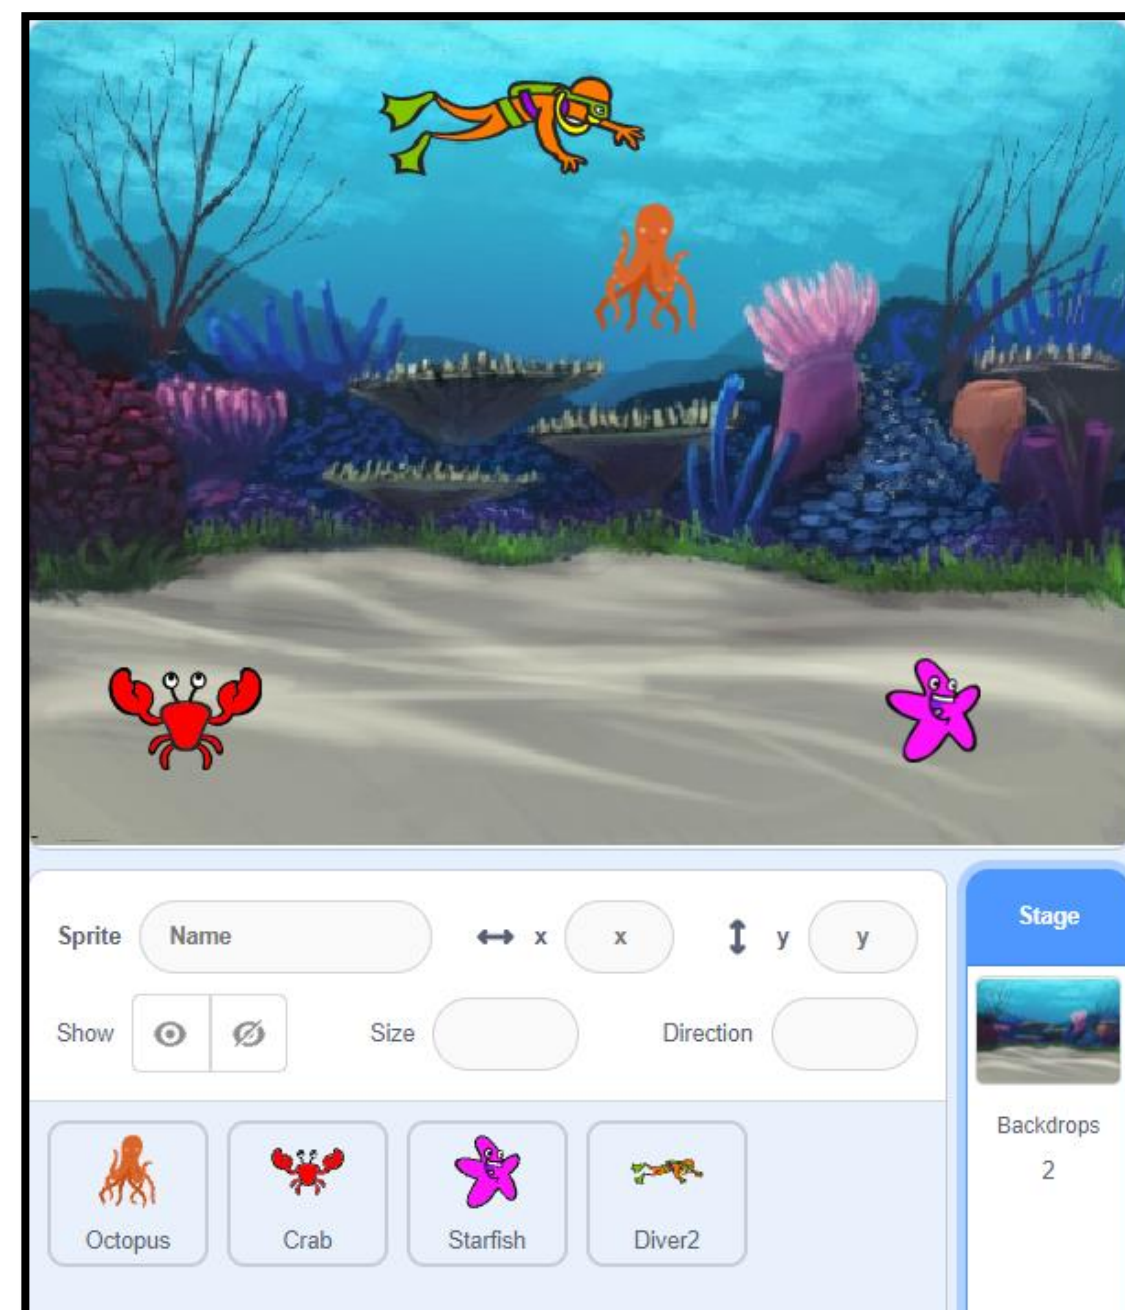 Sprite Name x x y y
Stage
Show Size Direction
Backdrops
2
Octopus Crab Starfish Diver2